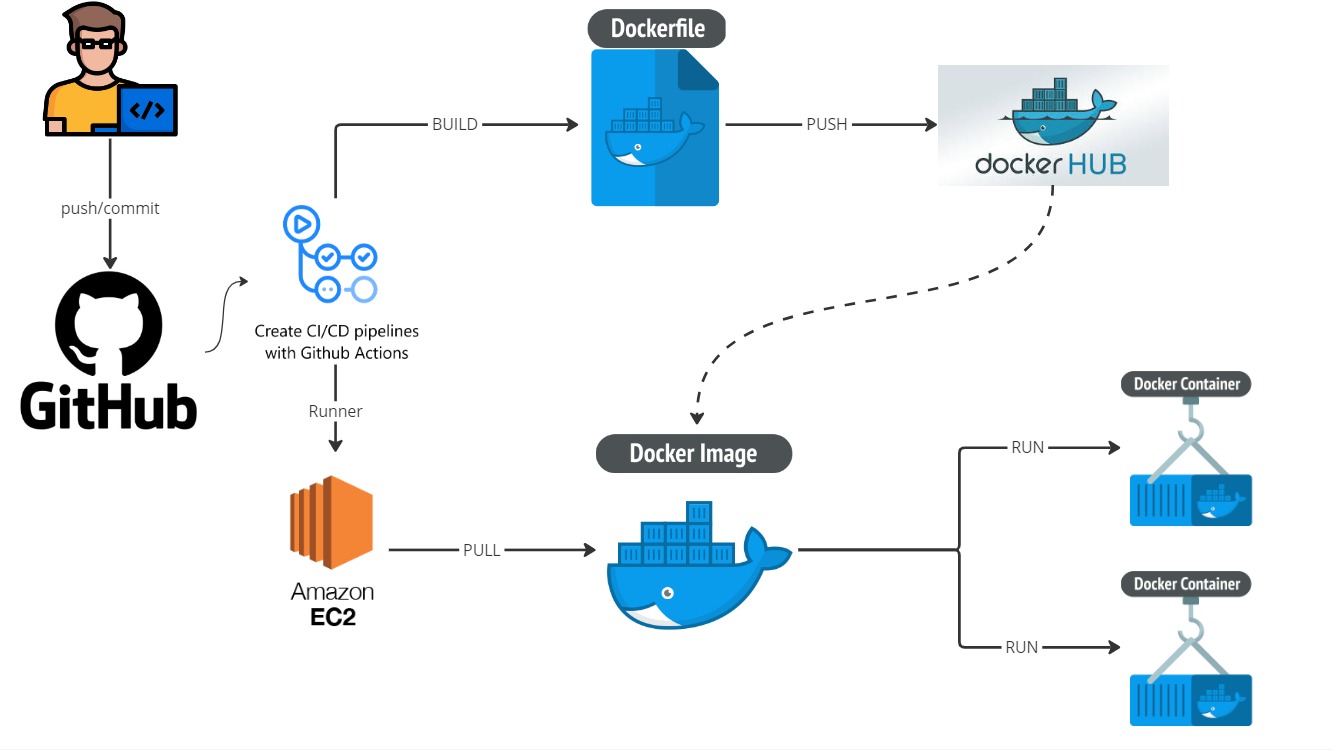 </>
push/commit
GitHub
Create CI/CD pipelines
with Github Actions
BUILD
Dockerfile
PUSH
docker HUB
Runner
Amazon
EC2
PULL
Docker Image
RUN
Docker Container
RUN
Docker Container